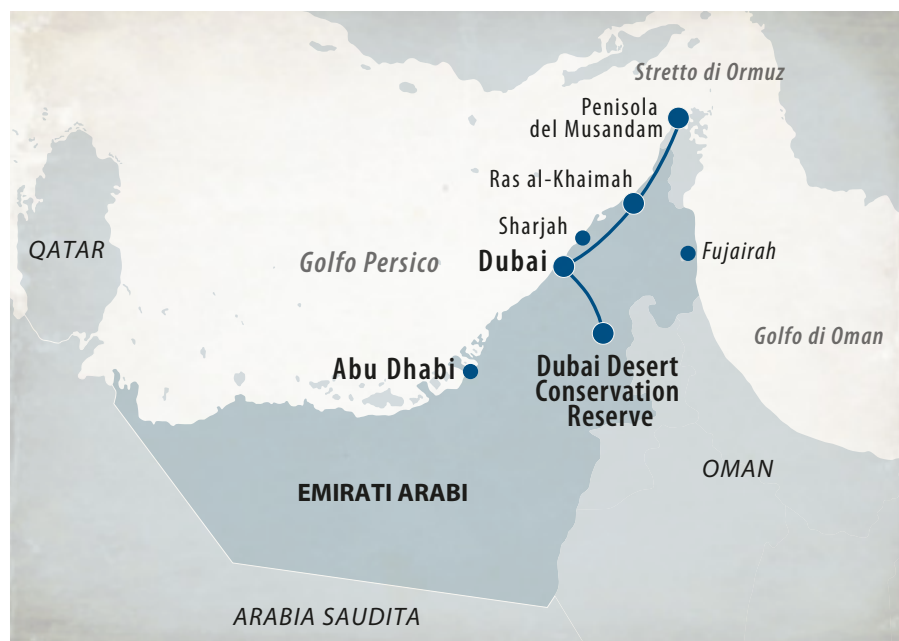 Stretto di Ormuz
Penisola
del Musandam
Ras al-Khaimah
Sharjah
QATAR
Golfo Persico
Dubai
Fujairah
Golfo di Oman
Abu Dhabi
Dubai Desert
Conservation
Reserve
OMAN
EMIRATI ARABI
ARABIA SAUDITA